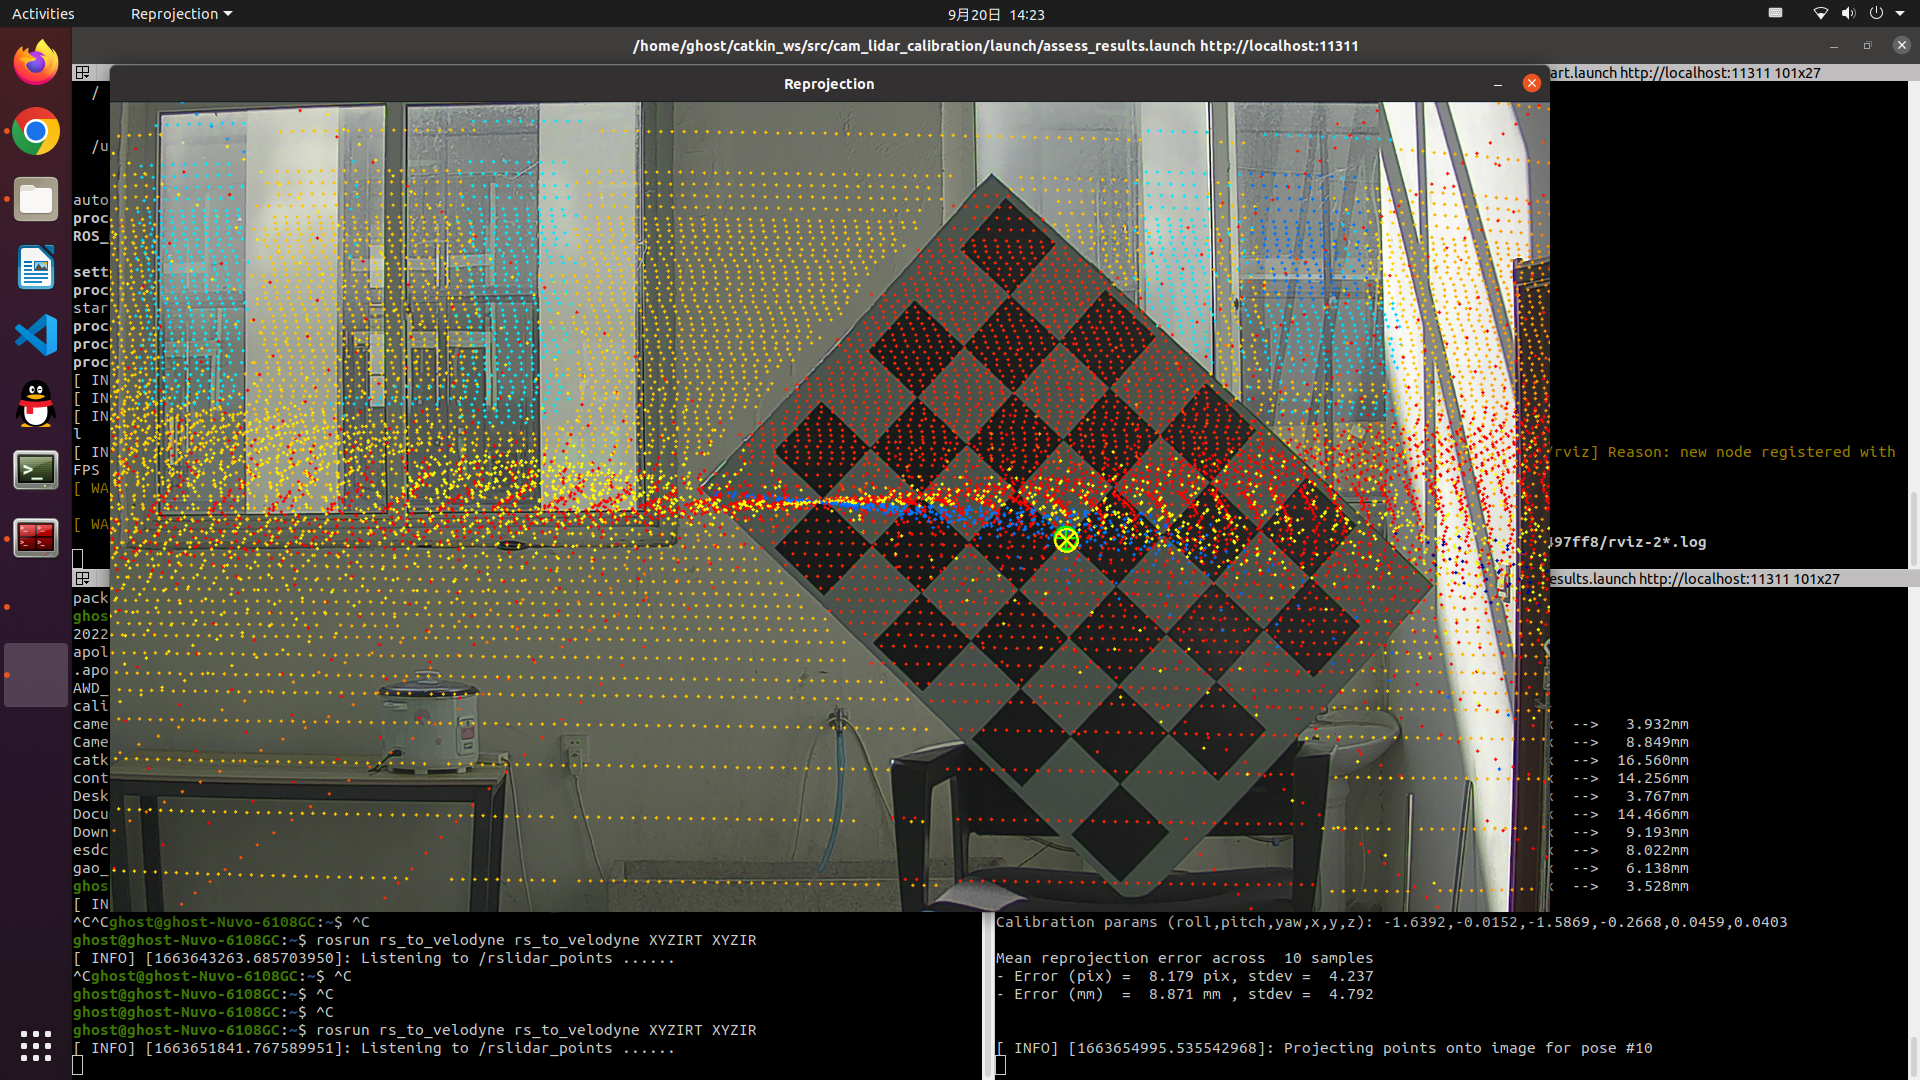 Activities
Reprojection
9月20日 14:23
/home/ghost/catkin_ws/src/cam_lidar_calibration/launch/assess_results.launch http://localhost:11311
art.launch http://localhost:11311 101x27
Reprojection
/
/u
auto
proc
ROS_
sett
proc
star
proc
proc
proc
[ IN
[ IN
[ IN
l
[ IN
FPS
[ WA
[ WA
/rviz] Reason: new node registered with
497ff8/rviz-2*.log
esults.launch http://localhost:11311 101x27
pack
ghos
2022
apol
.apo
AWD_
cali
came
Came
catk
cont
Desk
Docu
Down
esdc
gao_
ghos
[ IN
^C^Cghost@ghost-Nuvo-6108GC:~$ ^C
ghost@ghost-Nuvo-6108GC:~$ rosrun rs_to_velodyne rs_to_velodyne XYZIRT XYZIR
[ INFO] [1663643263.685703950]: Listening to /rslidar_points ......
^Cghost@ghost-Nuvo-6108GC:~$ ^C
ghost@ghost-Nuvo-6108GC:~$ ^C
ghost@ghost-Nuvo-6108GC:~$ ^C
ghost@ghost-Nuvo-6108GC:~$ rosrun rs_to_velodyne rs_to_velodyne XYZIRT XYZIR
[ INFO] [1663651841.767589951]: Listening to /rslidar_points ......
--> 3.932mm
--> 8.849mm
--> 16.560mm
--> 14.256mm
--> 3.767mm
--> 14.466mm
--> 9.193mm
--> 8.022mm
--> 6.138mm
--> 3.528mm
Calibration params (roll,pitch,yaw,x,y,z): -1.6392,-0.0152,-1.5869,-0.2668,0.0459,0.0403
Mean reprojection error across 10 samples
- Error (pix) = 8.179 pix, stdev = 4.237
- Error (mm) = 8.871 mm , stdev = 4.792
[ INFO] [1663654995.535542968]: Projecting points onto image for pose #10